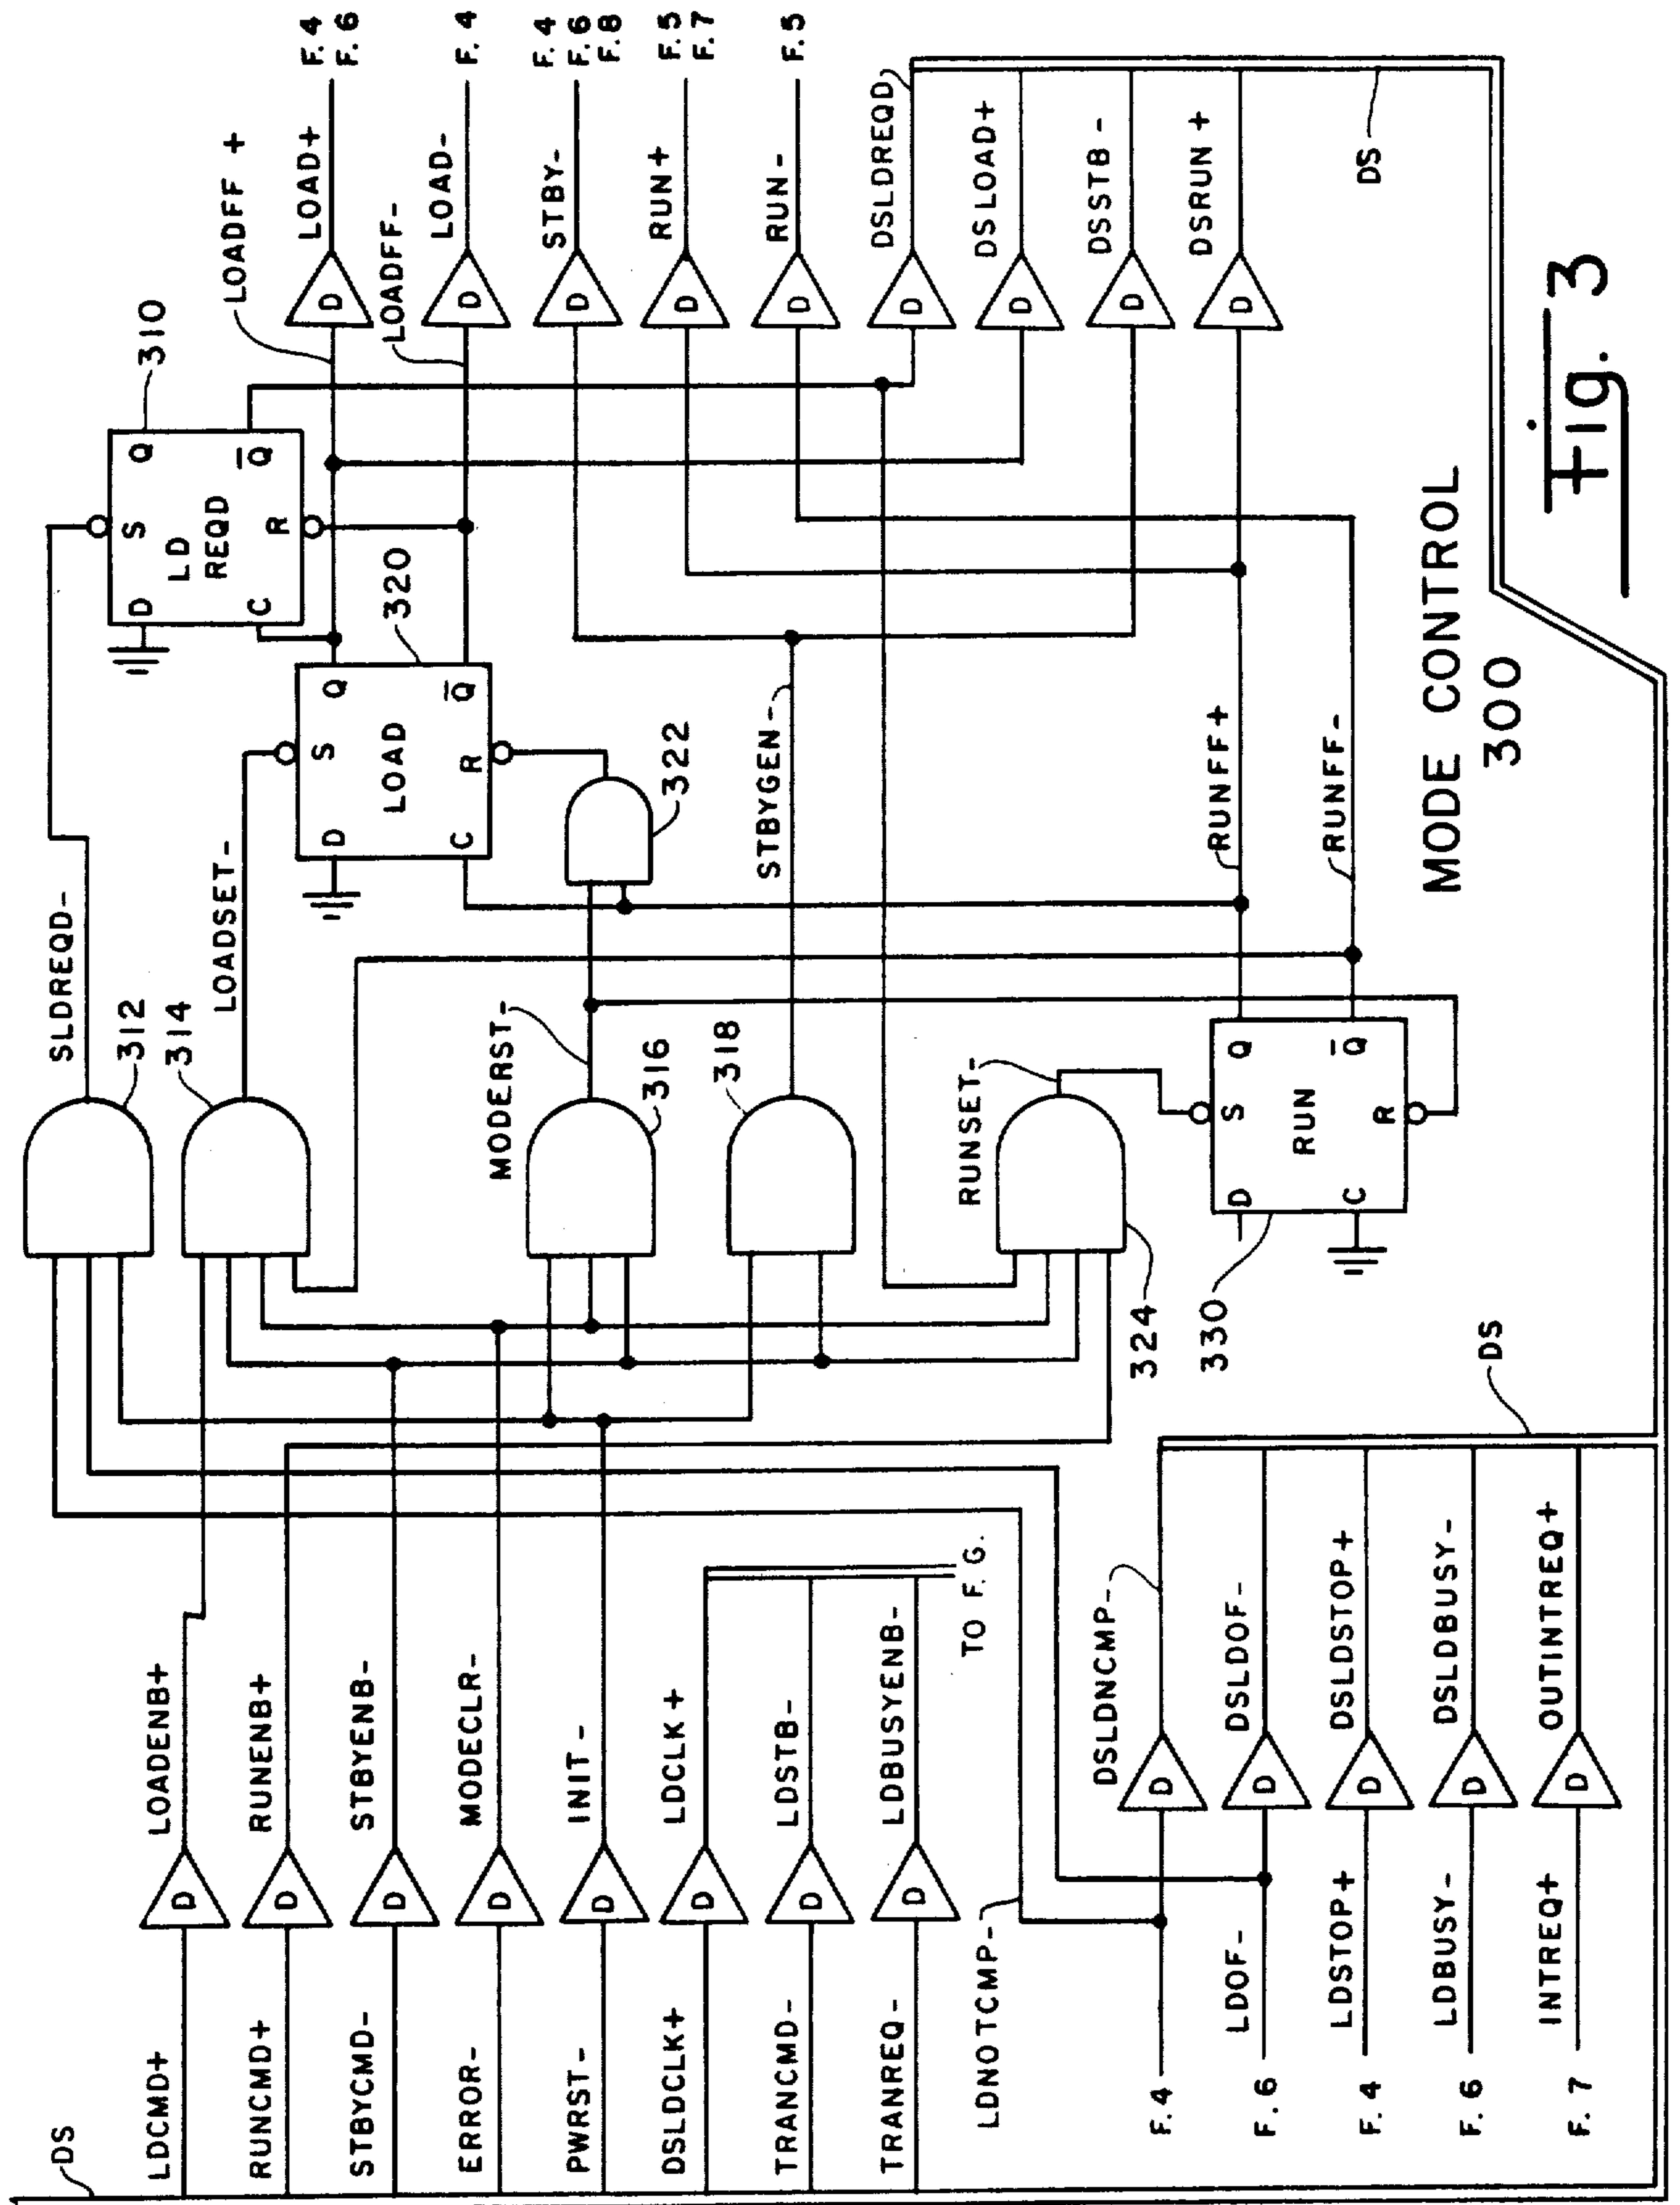 DS
LDCMD+
LOADENB+
RUNCMD+
RUNENB+
STBYCMD-
STBYENB-
ERROR-
MODECLR-
PWRST-
INIT-
DSLDCLK+
LDCLK+
TRANCMD-
LDSTB-
TRANREQ-
LDBUSYENB-
D
D
D
D
D
D
D
D
TO F. G.
LDNOTCMP-
F. 4
DSLDNCMP-
F. 6
LDOF-
DSLDOF-
F. 4
LDSTOP+
DSLDSTOP+
F. 6
LDBUSY-
DSLDBUSY-
F. 7
INTREQ+
OUTINTREQ+
D
D
D
D
D
DS
SLDREQD-
312
314
LOADSET-
MODERST-
316
318
STBYGEN-
RUNSET-
324
330
D
S
Q
RUN
C
R
Q
RUNFF+
RUNFF-
322
D
S
Q
LOAD
C
R
Q
320
D
S
Q
LD
REQD
C
R
Q
310
LOADFF +
LOADFF-
D
LOAD+
F. 4
F. 6
D
LOAD-
F. 4
D
STBY-
F. 4
F. 6
F. 8
D
RUN+
F. 5
F. 7
D
RUN-
F. 5
D
DSLDREQD
D
DSLOAD+
D
DSSTB-
D
DSRUN +
DS
MODE CONTROL
300
Fig. 3